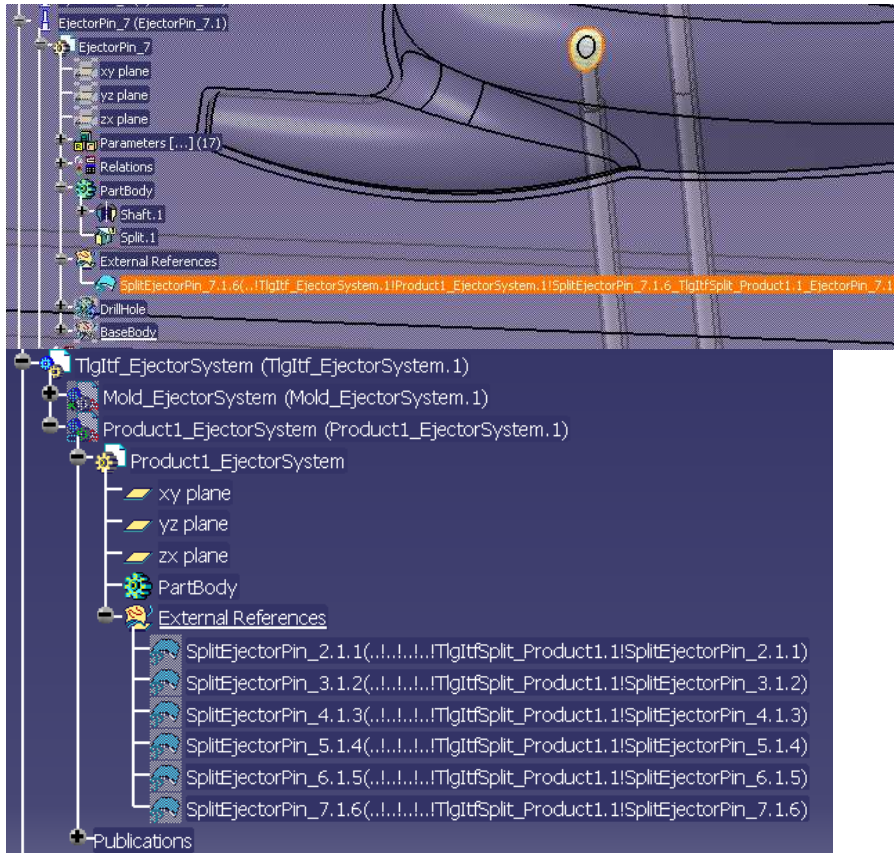 EjectorPin_7 (EjectorPin_7.1)
EjectorPin_7
xy plane
yz plane
zx plane
Parameters [...] (17)
Relations
PartBody
Shaft.1
Split.1
External References
SplitEjectorPin_7.1.6(..!TlgItf_EjectorSystem.1!Product1_EjectorSystem.1!SplitEjectorPin_7.1.6_TlgItfSplit_Product1.1_EjectorPin_7.1
DrillHole
BaseBody
TlgItf_EjectorSystem (TlgItf_EjectorSystem.1)
Mold_EjectorSystem (Mold_EjectorSystem.1)
Product1_EjectorSystem (Product1_EjectorSystem.1)
Product1_EjectorSystem
xy plane
yz plane
zx plane
PartBody
External References
SplitEjectorPin_2.1.1(..!..!..!..!TlgItfSplit_Product1.1!SplitEjectorPin_2.1.1)
SplitEjectorPin_3.1.2(..!..!..!..!TlgItfSplit_Product1.1!SplitEjectorPin_3.1.2)
SplitEjectorPin_4.1.3(..!..!..!..!TlgItfSplit_Product1.1!SplitEjectorPin_4.1.3)
SplitEjectorPin_5.1.4(..!..!..!..!TlgItfSplit_Product1.1!SplitEjectorPin_5.1.4)
SplitEjectorPin_6.1.5(..!..!..!..!TlgItfSplit_Product1.1!SplitEjectorPin_6.1.5)
SplitEjectorPin_7.1.6(..!..!..!..!TlgItfSplit_Product1.1!SplitEjectorPin_7.1.6)
Publications